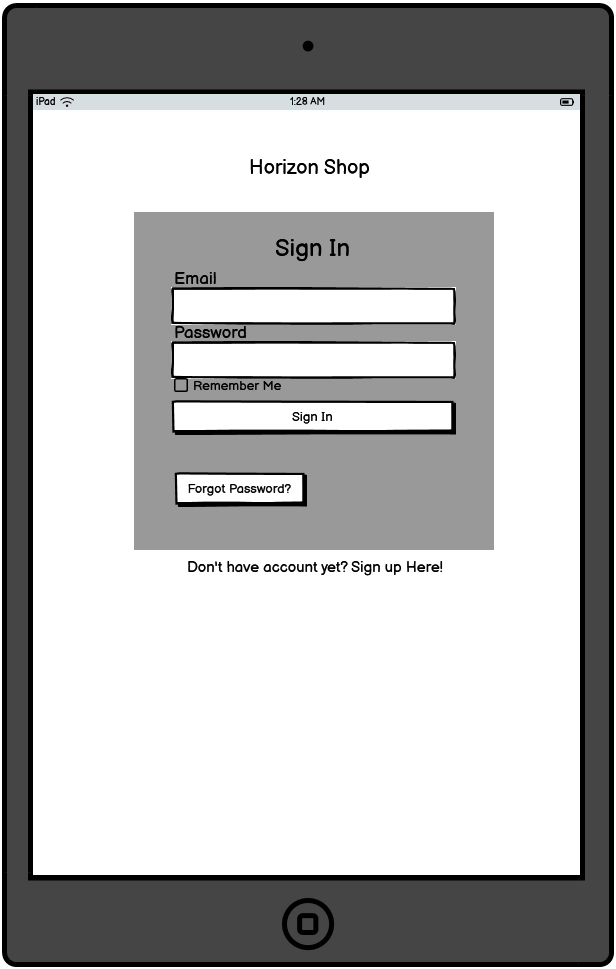 iPad 1:28 AM
Horizon Shop
Sign In
Email
Password
Remember Me
Sign In
Forgot Password?
Don't have account yet? Sign up Here!